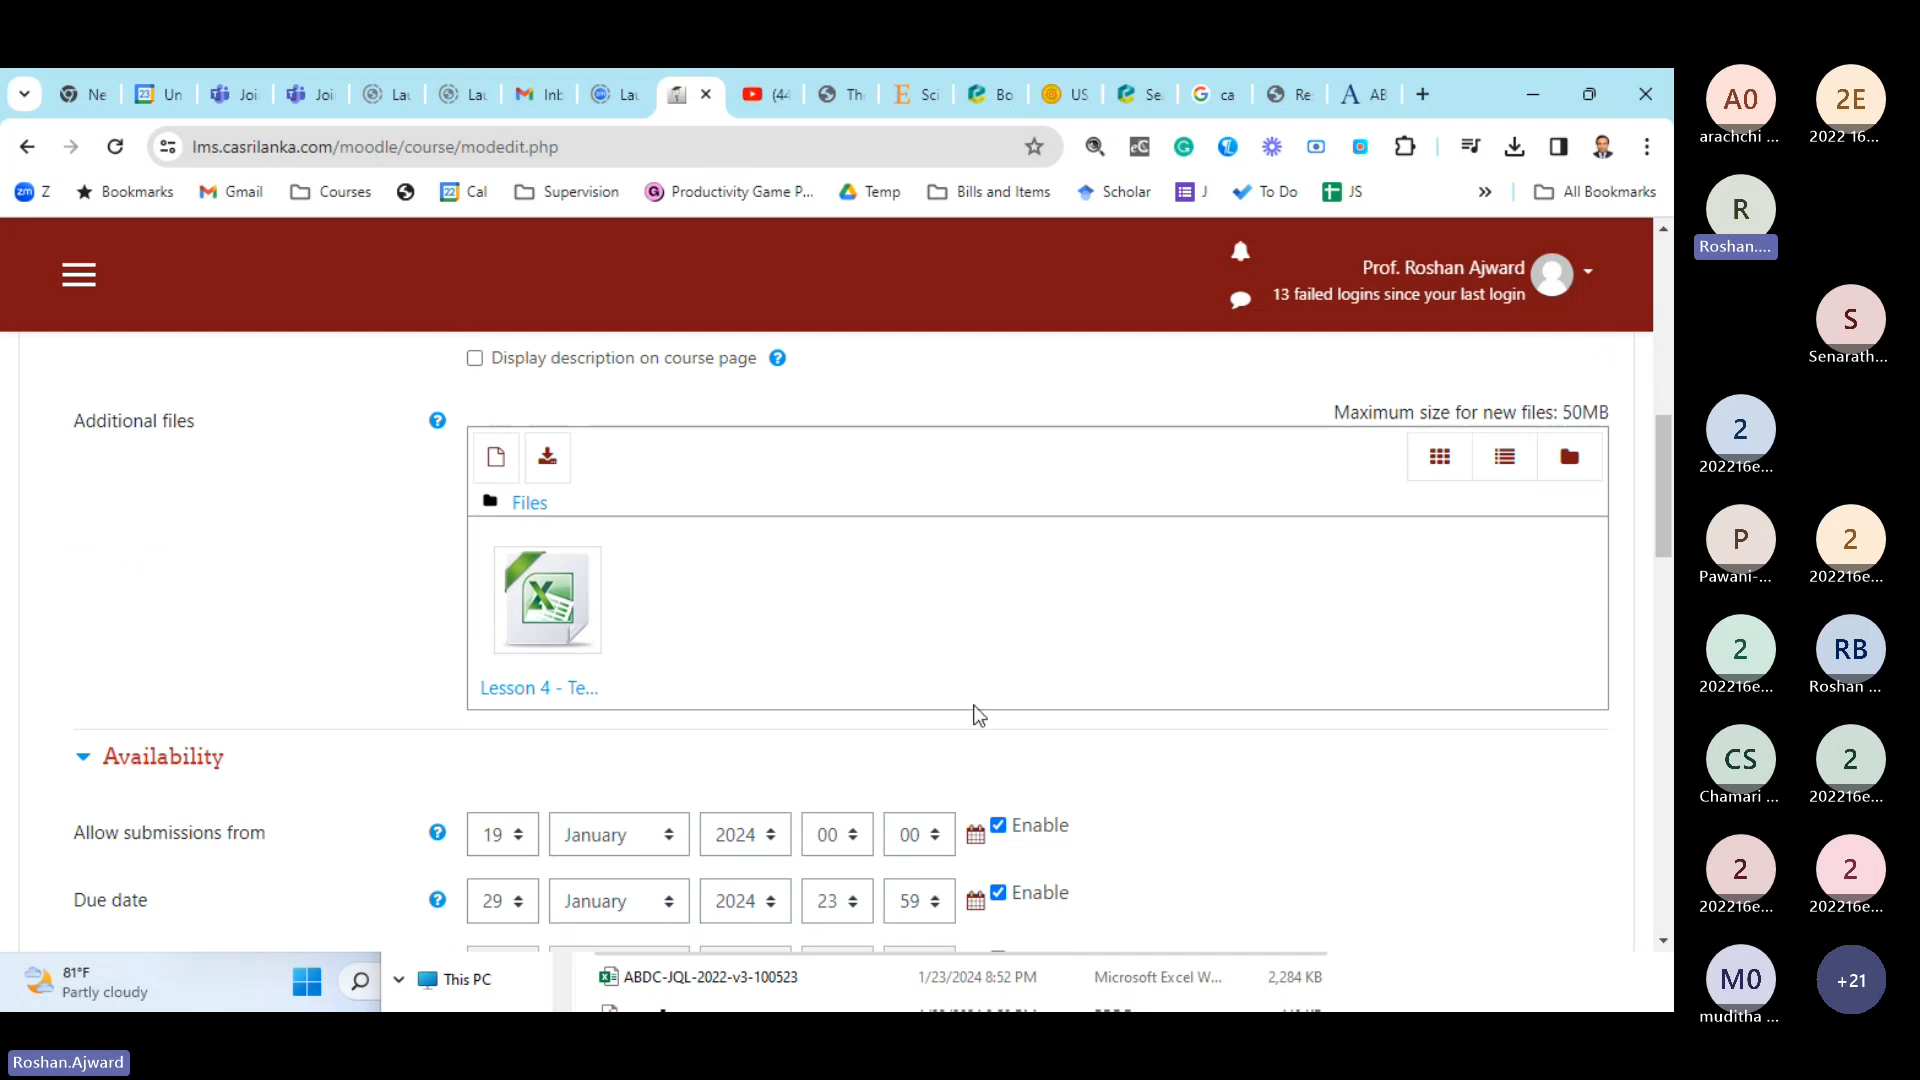 Ne
Un
Joi
Joi
Lau
Lau
Inb
Lau
(44
Th
Sci
Bo
US
Se
ca
Re
AB
lms.casrilanka.com/moodle/course/modedit.php
zm Z
Bookmarks
Gmail
Courses
Cal
Supervision
Productivity Game P...
Temp
Bills and Items
Scholar
J
To Do
JS
All Bookmarks
Prof. Roshan Ajward
13 failed logins since your last login
Display description on course page
Additional files
Maximum size for new files: 50MB
Files
Lesson 4 - Te...
Availability
Allow submissions from
19
January
2024
00
00
Enable
Due date
29
January
2024
23
59
Enable
81°F
Partly cloudy
This PC
ABDC-JQL-2022-v3-100523
1/23/2024 8:52 PM
Microsoft Excel W...
2,284 KB
Roshan.Ajward
A0
arachchi ...
2E
2022 16...
R
Roshan....
S
Senarath...
2
202216e...
P
Pawani-...
2
202216e...
2
202216e...
RB
Roshan ...
CS
Chamari ...
2
202216e...
2
202216e...
2
202216e...
M0
muditha ...
+21